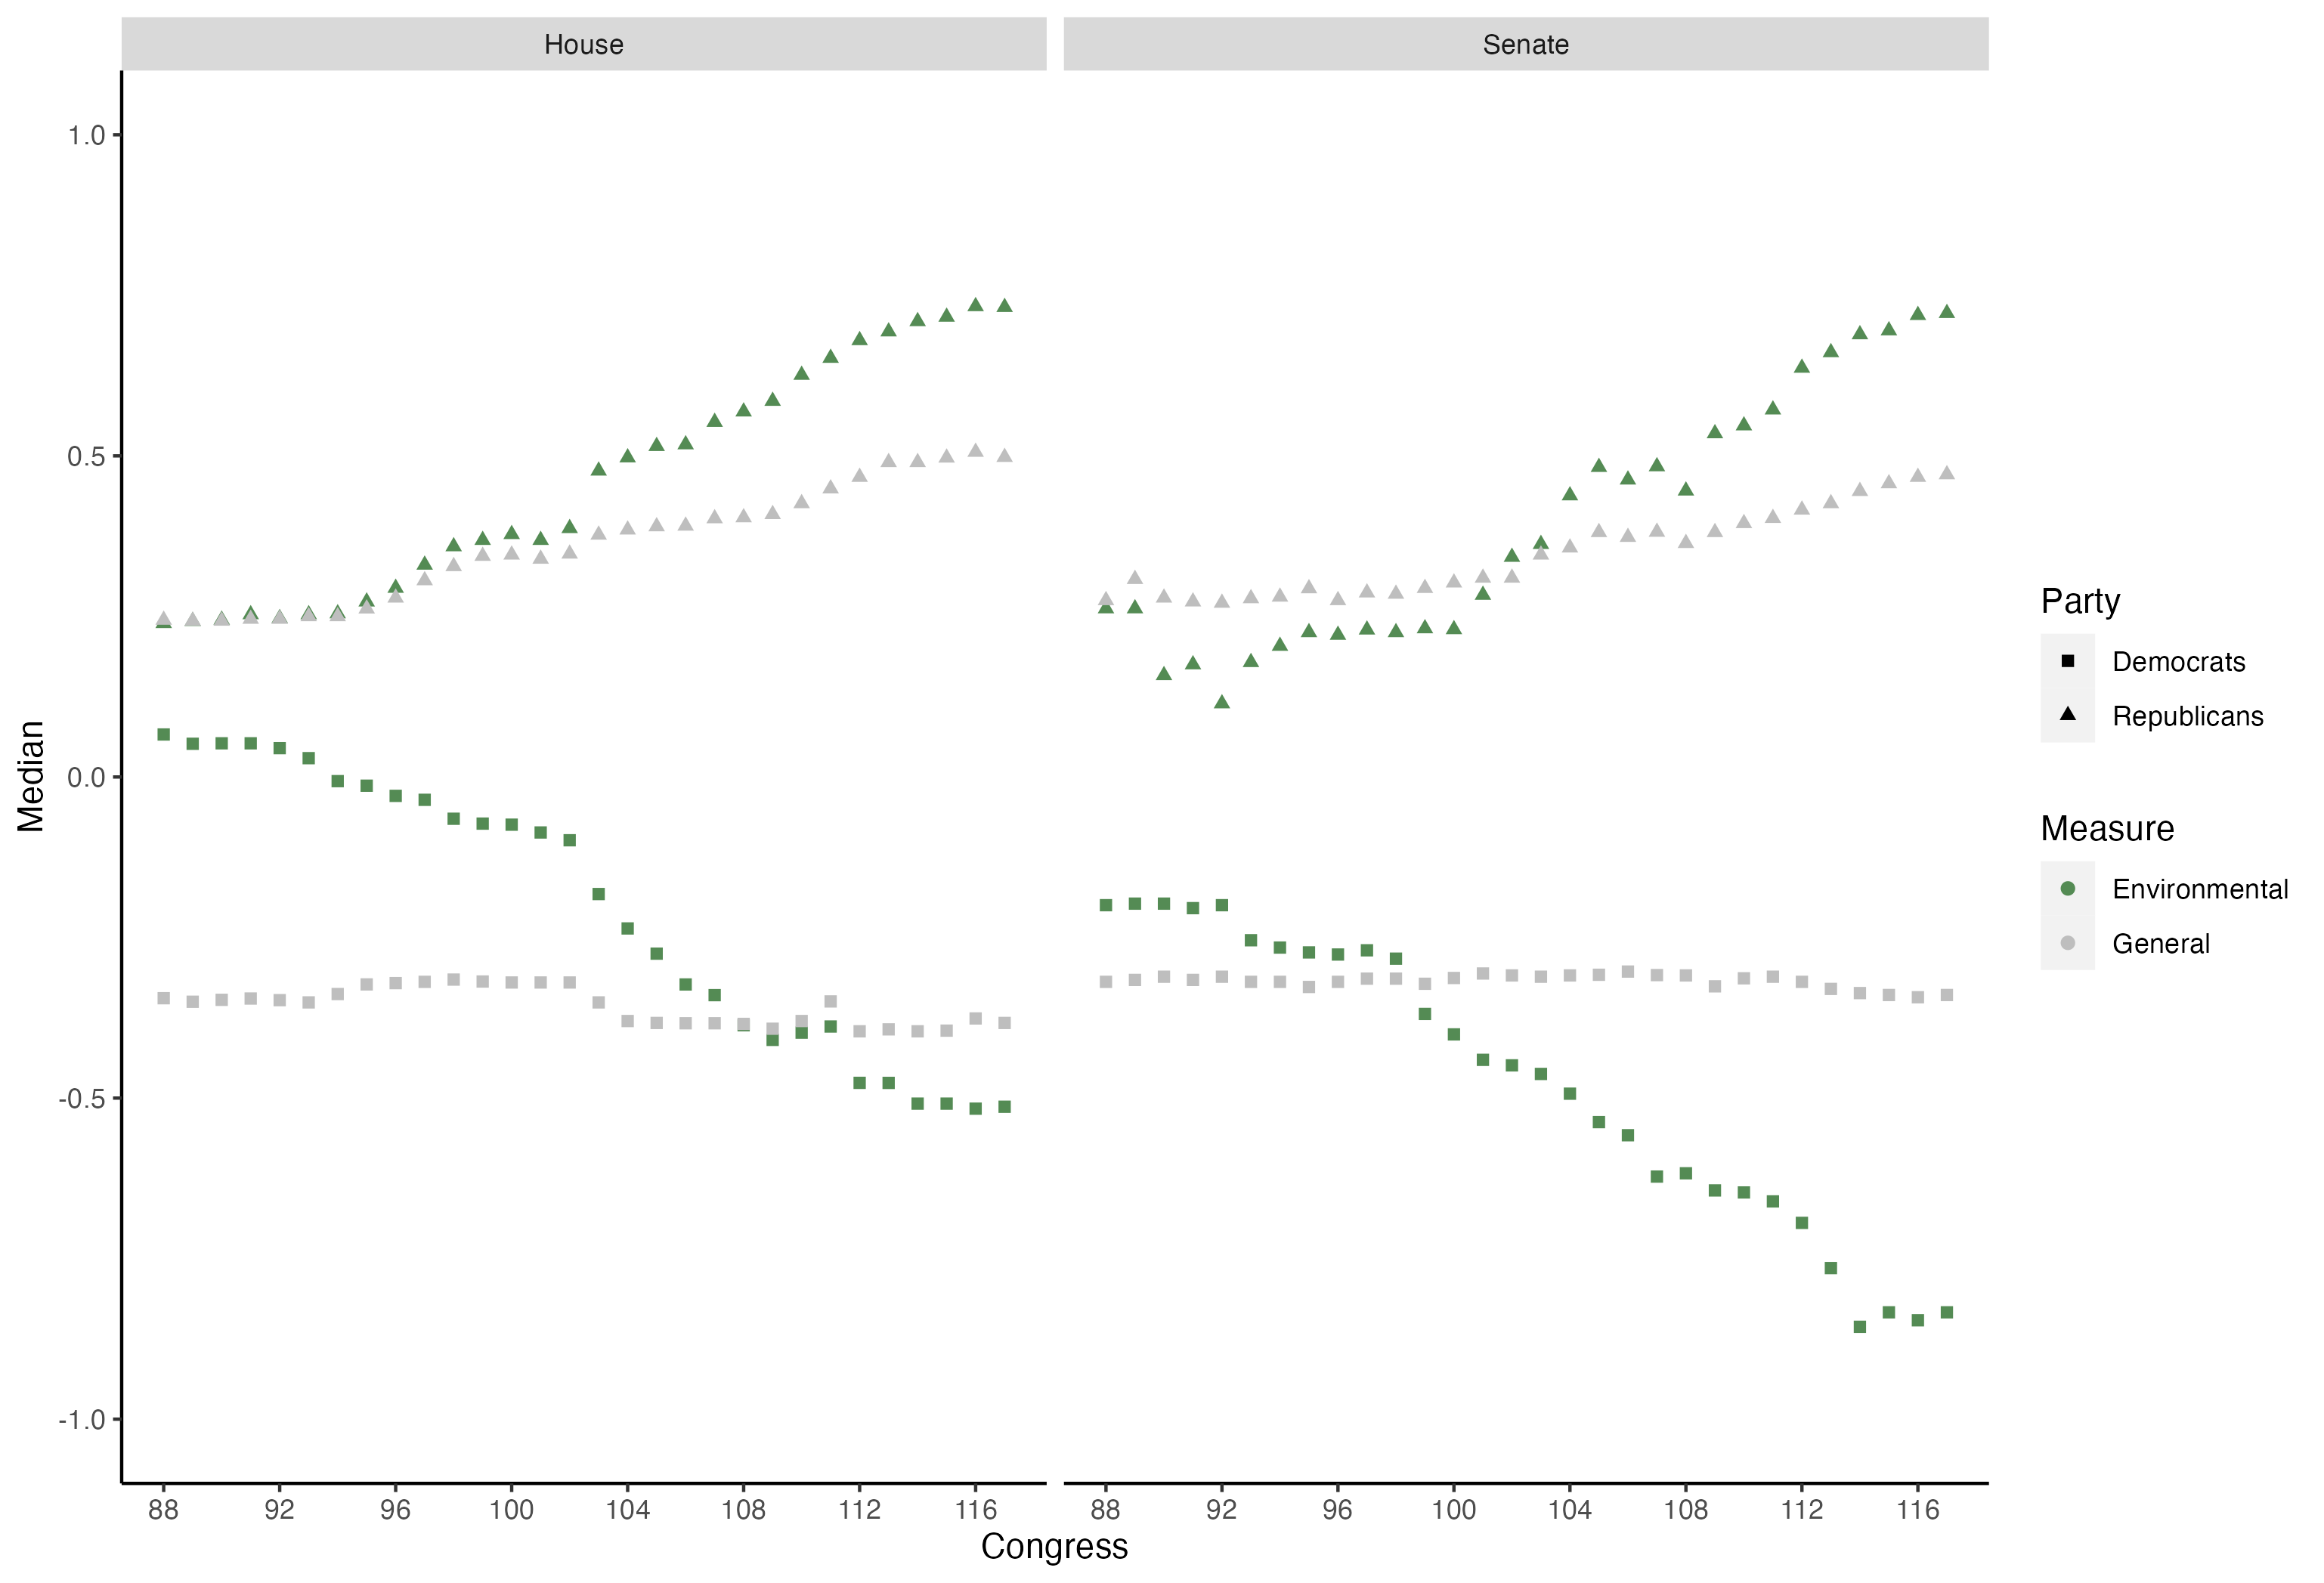 House
Senate
1.0
0.5
0.0
-0.5
-1.0
Median
88 92 96 100 104 108 112 116
88 92 96 100 104 108 112 116
Congress
Party
Democrats
Republicans
Measure
Environmental
General